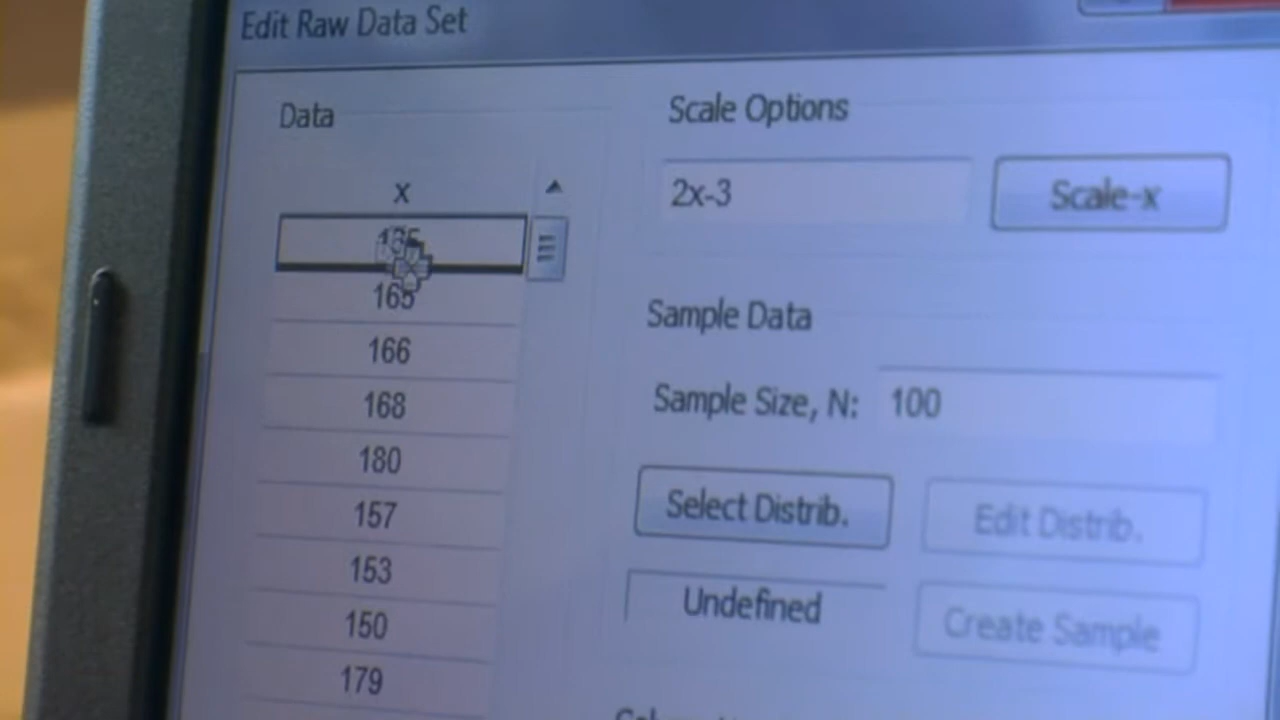 Edit Raw Data Set
Data
x
165
166
168
180
157
153
150
179
Scale Options
2x-3
Scale-x
Sample Data
Sample Size, N:
100
Select Distrib.
Edit Distrib.
Undefined
Create Sample